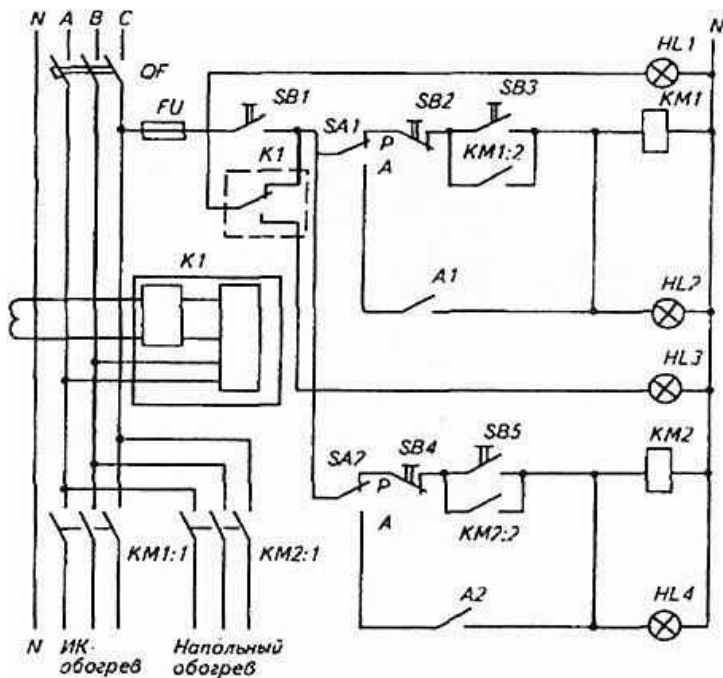 N A B C
N
QF
FU
SB1
HL1
SB3
KM1
SA1
SB2
K1
P
KM1:2
A
K1
A1
HL2
HL3
SA2
SB4
SB5
KM2
P
A
KM2:2
KM1:1
KM2:1
A2
HL4
N
ИК-
обогрев
Напольный
обогрев